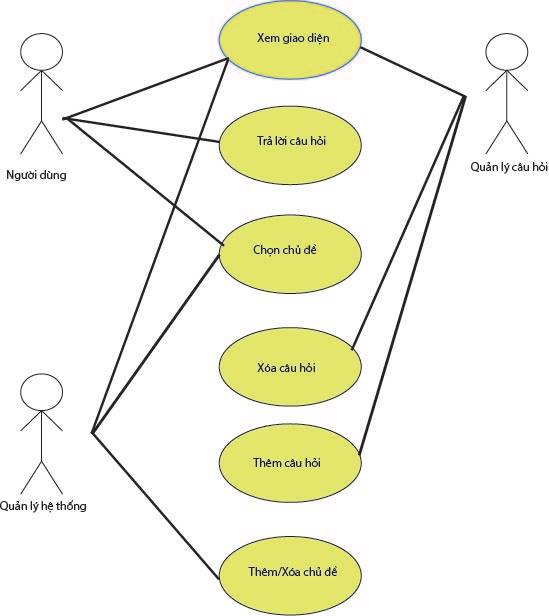 Xem giao diện
Trả lời câu hỏi
Người dùng
Quản lý câu hỏi
Chọn chủ đề
Xóa câu hỏi
Thêm câu hỏi
Quản lý hệ thống
Thêm/Xóa chủ đề